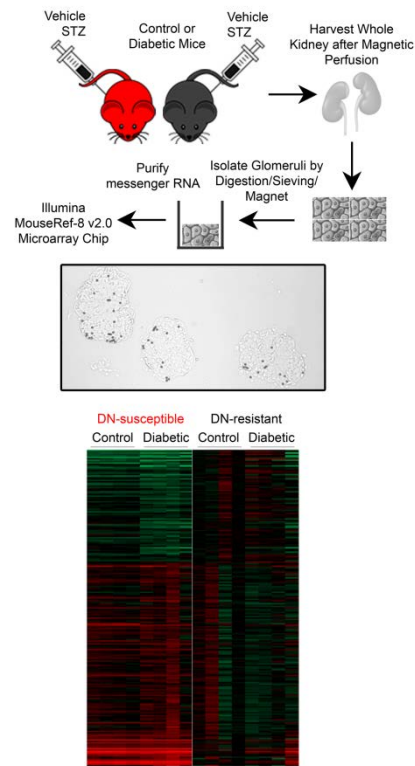 Vehicle
STZ
Control or
Diabetic Mice
Vehicle
STZ
Harvest Whole
Kidney after Magnetic
Perfusion
Purify
messenger RNA
Isolate Glomeruli by
Digestion/Sieving/
Magnet
Illumina
MouseRef-8 v2.0
Microarray Chip
DN-susceptible
DN-resistant
Control
Diabetic
Control
Diabetic